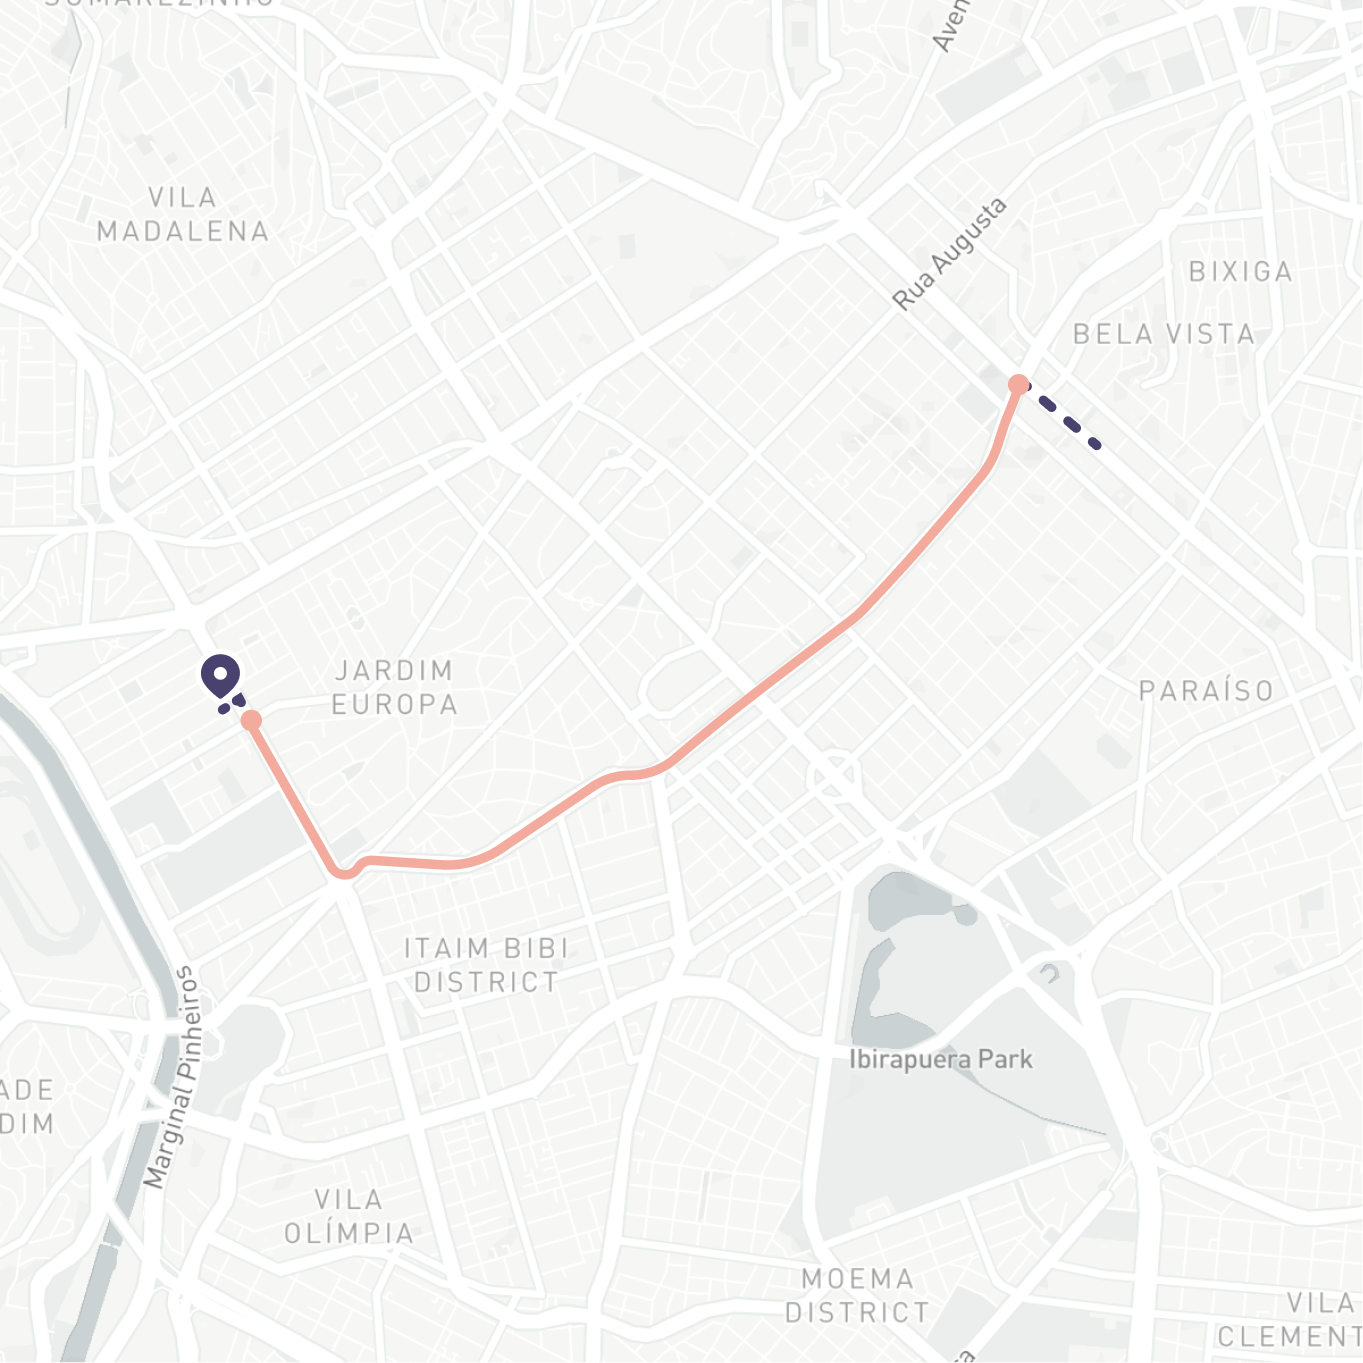 SUMAREZINHO
Aven
VILA
MADALENA
Rua Augusta
BIXIGA
BELA VISTA
JARDIM
EUROPA
PARAÍSO
ITAIM BIBI
DISTRICT
Marginal Pinheiros
Ibirapuera Park
ADE
DIM
VILA
OLÍMPIA
MOEMA
DISTRICT
VILA
CLEMENT